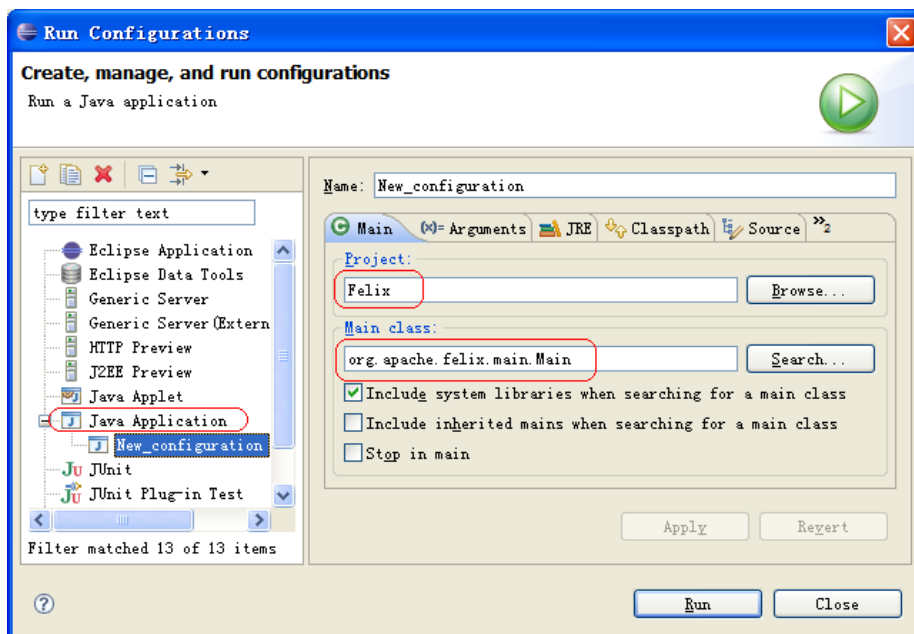 Run Configurations
Create, manage, and run configurations
Run a Java application
type filter text
Eclipse Application
Eclipse Data Tools
Generic Server
Generic Server(Extern
HTTP Preview
J2EE Preview
Java Applet
Java Application
New_configuration
JUnit
JUnit Plug-in Test
Filter matched 13 of 13 items
Name: New_configuration
Main (x)= Arguments JRE Classpath Source »2
Project:
Felix Browse...
Main class:
org.apache.felix.main.Main Search...
Include system libraries when searching for a main class
Include inherited mains when searching for a main class
Stop in main
Apply Revert
Run Close